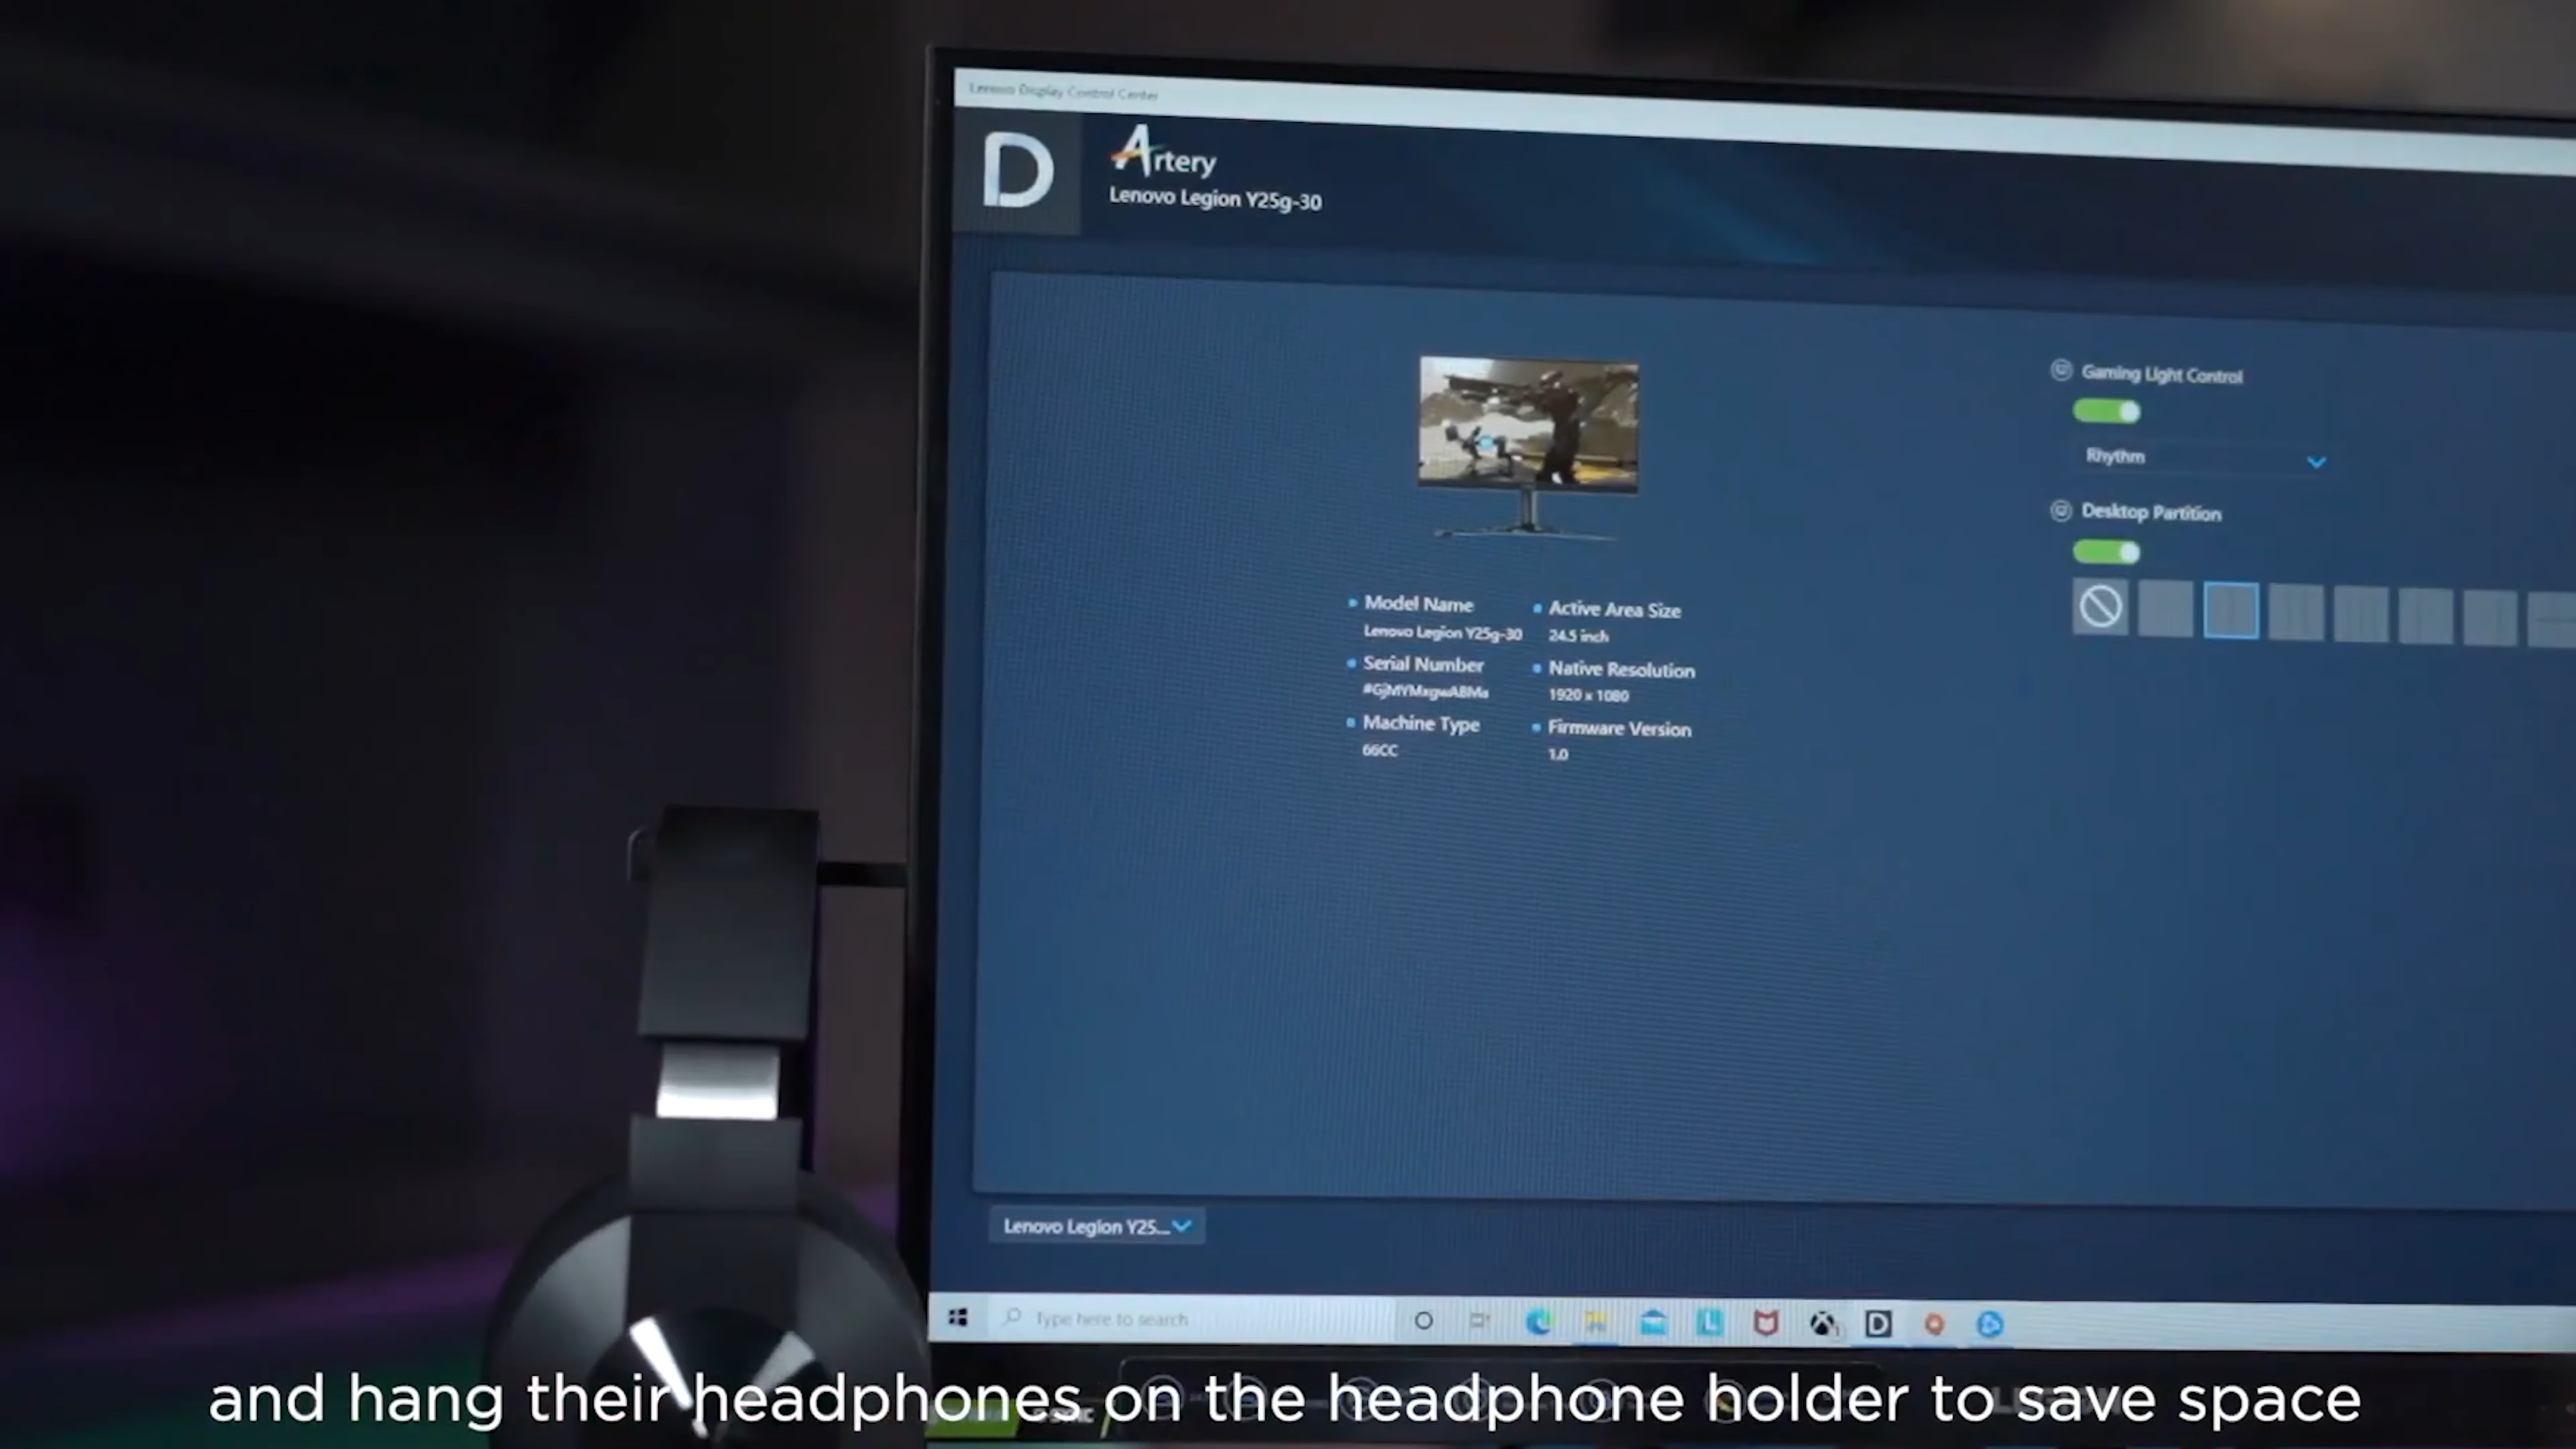 Lenovo Display Control Center
D
Artery
Lenovo Legion Y25g-30
Gaming Light Control
Rhythm
Desktop Partition
Model Name
Lenovo Legion Y25g-30
Active Area Size
24.5 inch
Serial Number
Native Resolution
1920 x 1080
Machine Type
66CC
Firmware Version
1.0
Lenovo Legion Y25...
Type here to search
and hang their headphones on the headphone holder to save space